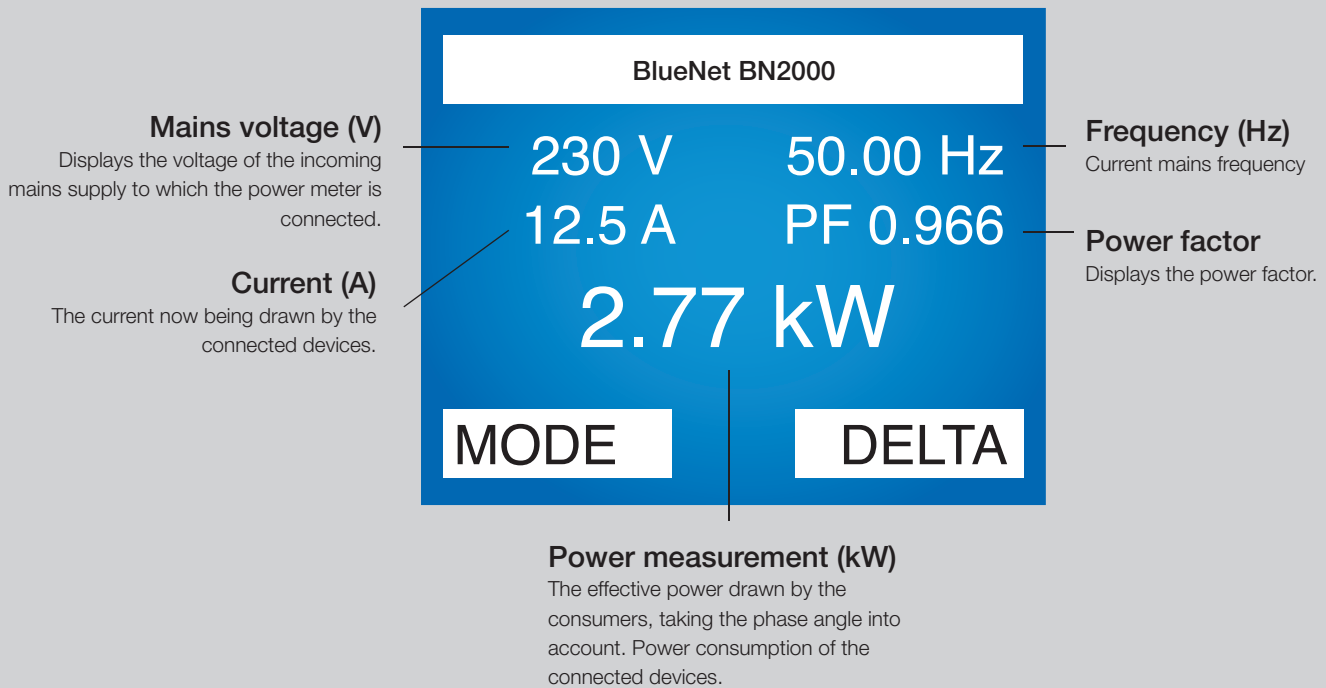 BlueNet BN2000
Mains voltage (V)
Displays the voltage of the incoming
mains supply to which the power meter is
connected.
Current (A)
The current now being drawn by the
connected devices.
230 V
50.00 Hz
12.5 A
PF 0.966
2.77 kW
MODE
DELTA
Frequency (Hz)
Current mains frequency
Power factor
Displays the power factor.
Power measurement (kW)
The effective power drawn by the
consumers, taking the phase angle into
account. Power consumption of the
connected devices.